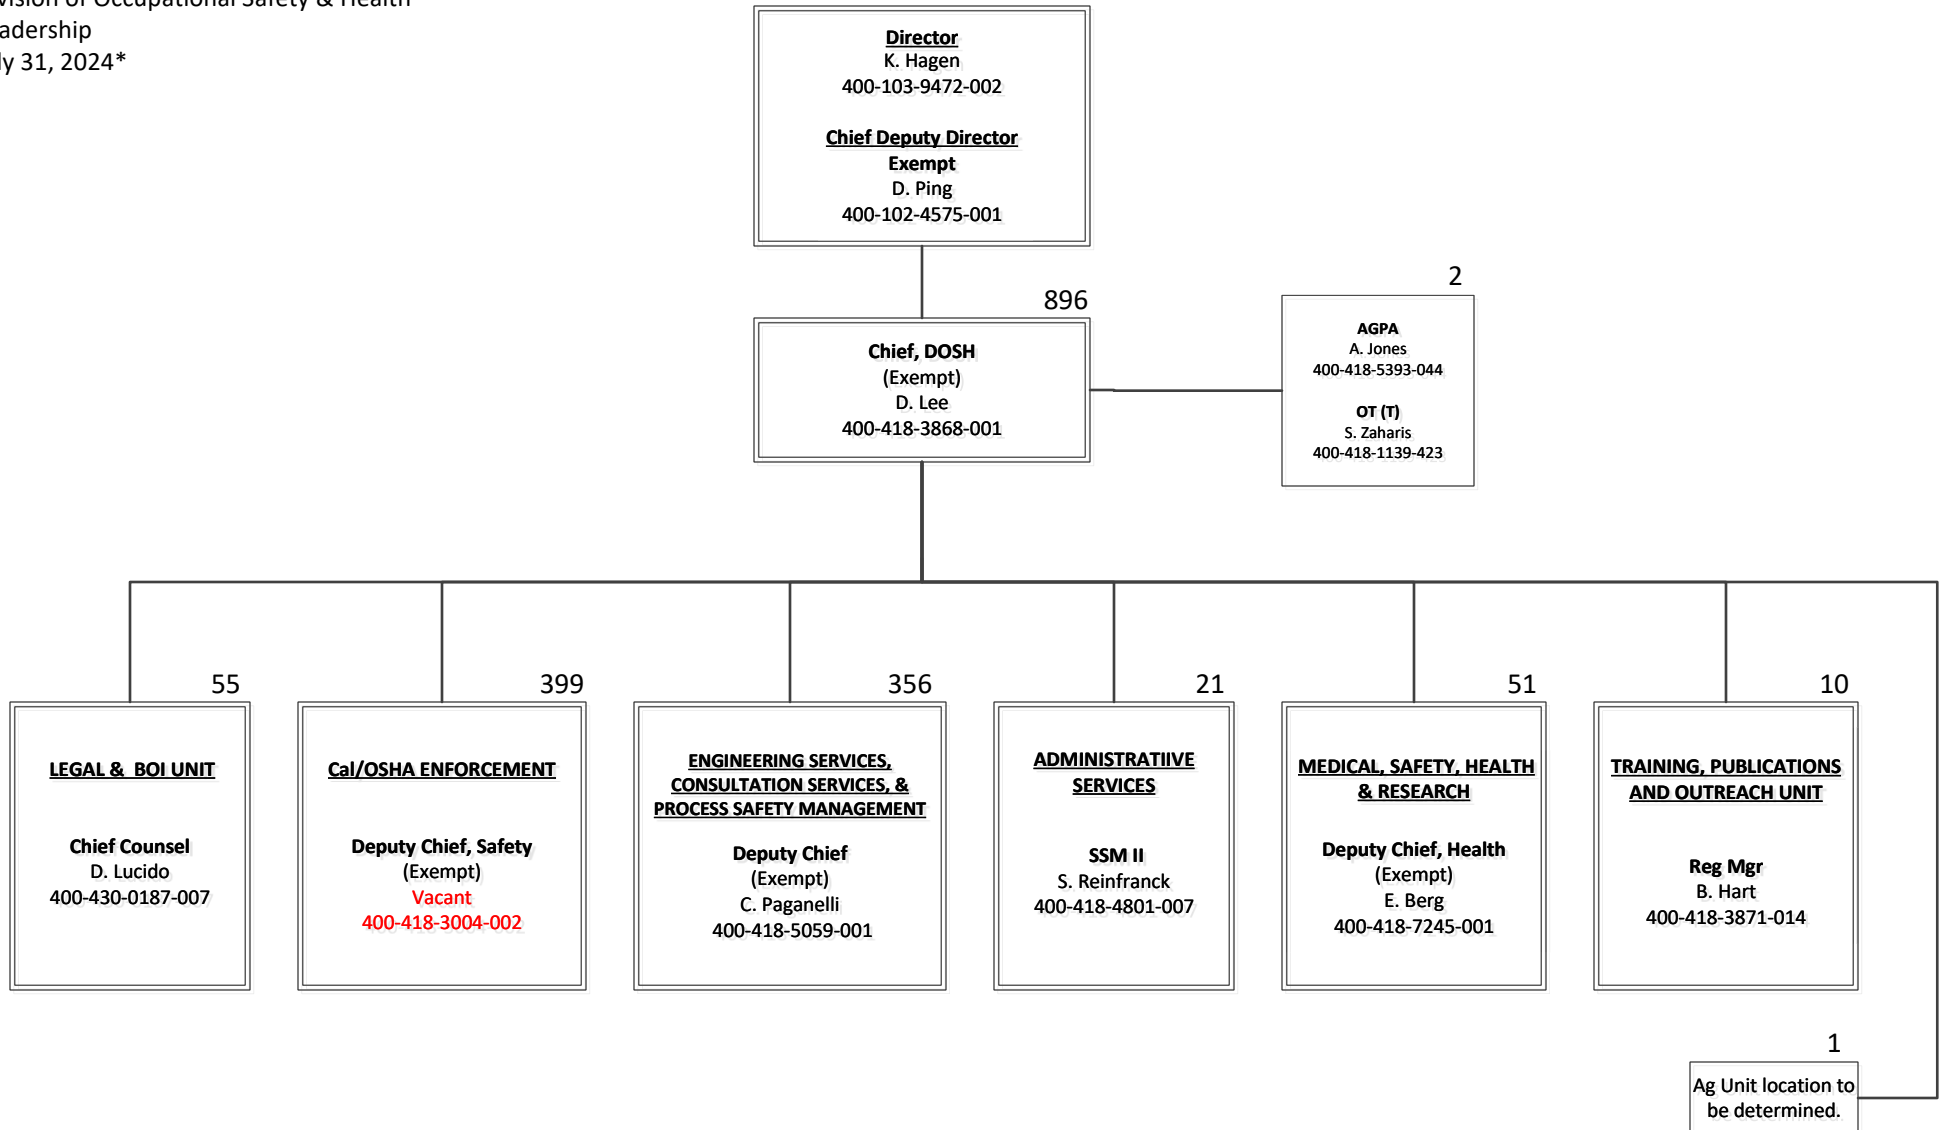 vision of Occupational Safety & Health
adership
ly 31, 2024*
Director
K. Hagen
400-103-9472-002
Chief Deputy Director
Exempt
D. Ping
400-102-4575-001
896
Chief, DOSH
(Exempt)
D. Lee
400-418-3868-001
2
AGPA
A. Jones
400-418-5393-044
OT (T)
S. Zaharis
400-418-1139-423
55
LEGAL & BOI UNIT
Chief Counsel
D. Lucido
400-430-0187-007
399
Cal/OSHA ENFORCEMENT
Deputy Chief, Safety
(Exempt)
Vacant
400-418-3004-002
356
ENGINEERING SERVICES,
CONSULTATION SERVICES, &
PROCESS SAFETY MANAGEMENT
Deputy Chief
(Exempt)
C. Paganelli
400-418-5059-001
21
ADMINISTRATIIVE
SERVICES
SSM II
S. Reinfranck
400-418-4801-007
51
MEDICAL, SAFETY, HEALTH
& RESEARCH
Deputy Chief, Health
(Exempt)
E. Berg
400-418-7245-001
10
TRAINING, PUBLICATIONS
AND OUTREACH UNIT
Reg Mgr
B. Hart
400-418-3871-014
1
Ag Unit location to
be determined.